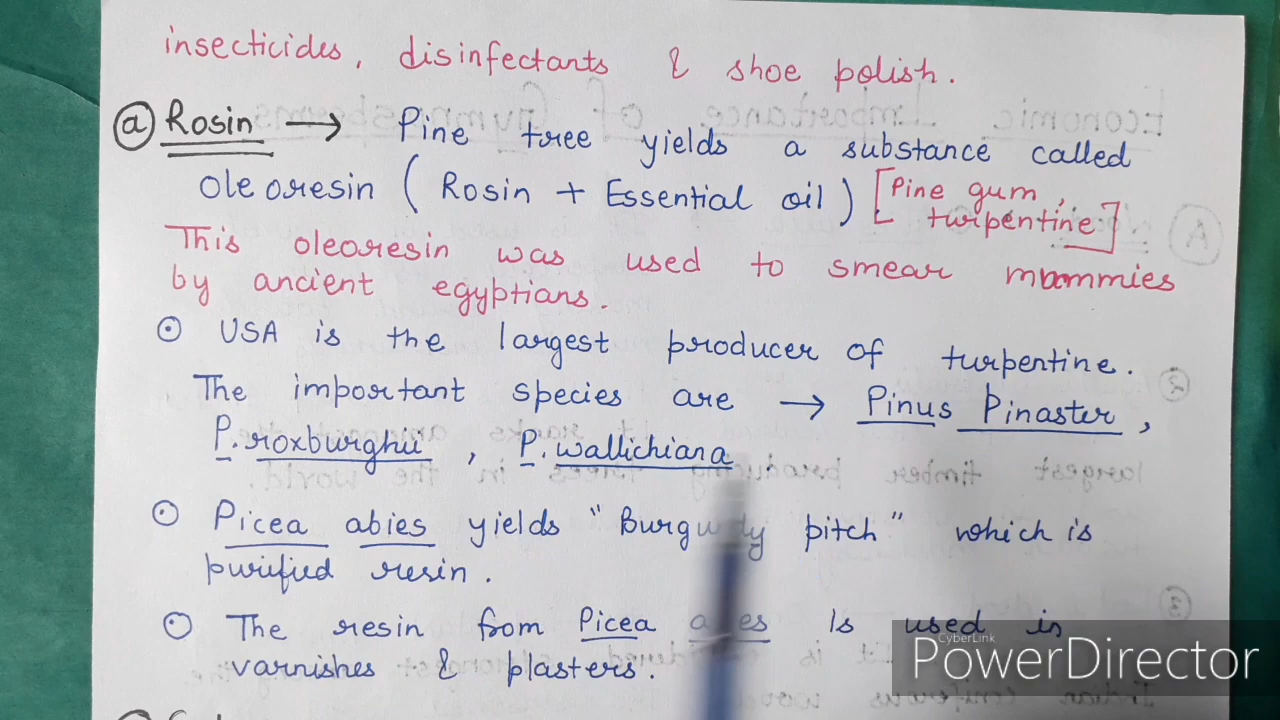 insecticides, disinfectants & shoe polish.
(a) Rosin → Pine tree yields a substance called
Oleoresin ( Rosin + Essential oil ) [Pine gum,
turpentine]
This oleoresin was used to smear mummies
by ancient egyptians.
⊙ USA is the largest producer of turpentine.
The important species are → Pinus Pinaster,
P. roxburghii, P. wallichiana
⊙ Picea abies yields "Burgundy pitch" which is
purified resin.
⊙ The resin from Picea abies is used in
varnishes & plasters.
CyberLink
PowerDirector